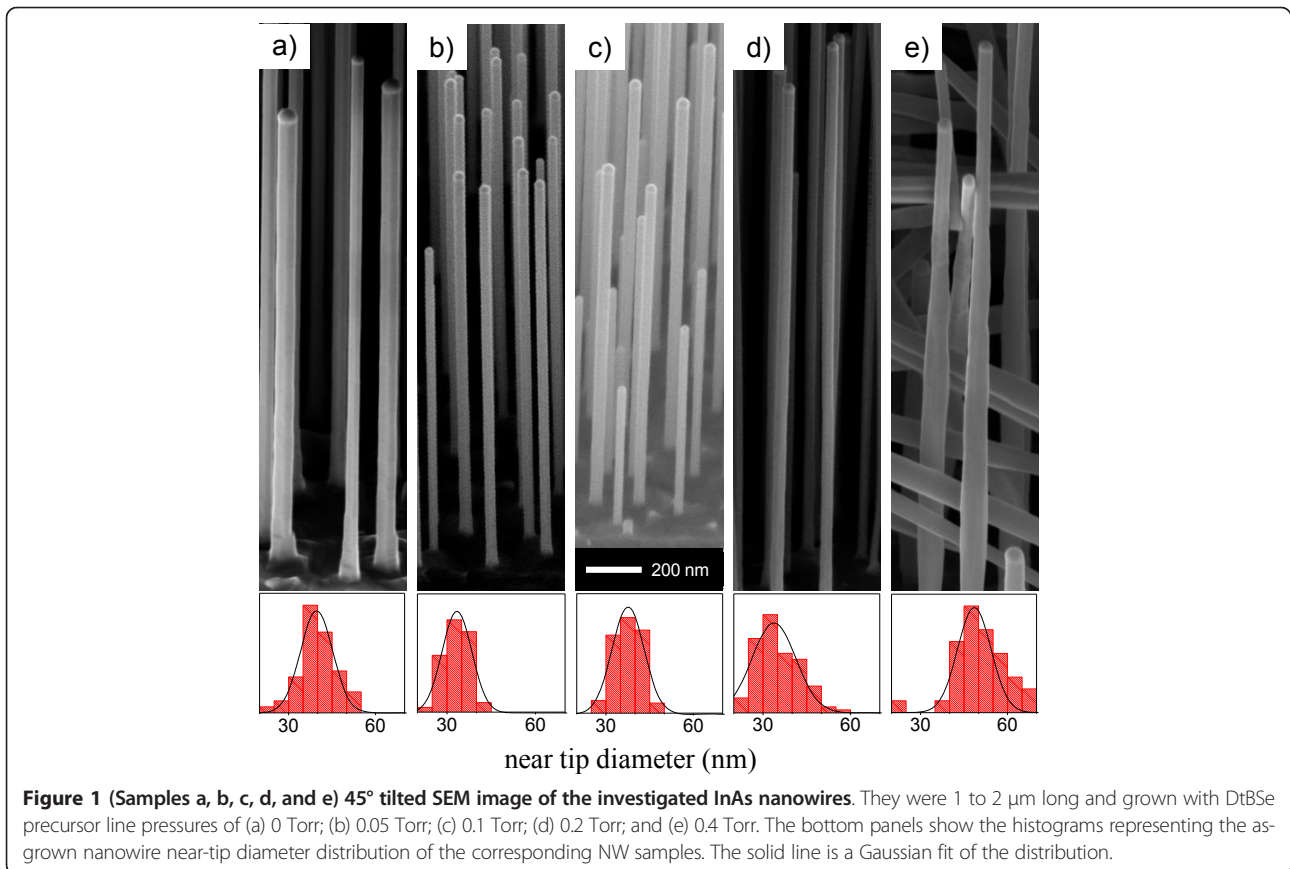 a)
b)
c)
d)
e)
200 nm
30 60 30 60 30 60 30 60 30 60
near tip diameter (nm)
Figure 1 (Samples a, b, c, d, and e) 45° tilted SEM image of the investigated InAs nanowires. They were 1 to 2 μm long and grown with DtBSe
precursor line pressures of (a) 0 Torr; (b) 0.05 Torr; (c) 0.1 Torr; (d) 0.2 Torr; and (e) 0.4 Torr. The bottom panels show the histograms representing the as-
grown nanowire near-tip diameter distribution of the corresponding NW samples. The solid line is a Gaussian fit of the distribution.